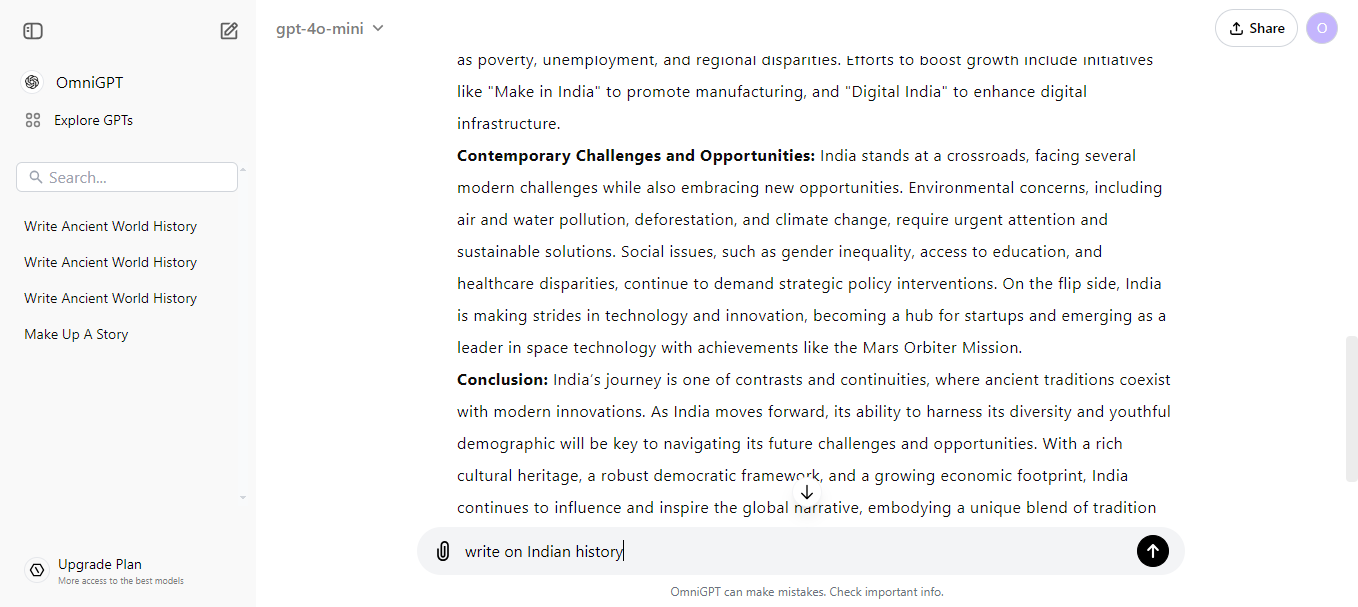 gpt-4o-mini
Share
O
OmniGPT
Explore GPTs
Search...
Write Ancient World History
Write Ancient World History
Write Ancient World History
Make Up A Story
Upgrade Plan
More access to the best models
as poverty, unemployment, and regional disparities. Efforts to boost growth include initiatives
like "Make in India" to promote manufacturing, and "Digital India" to enhance digital
infrastructure.
Contemporary Challenges and Opportunities: India stands at a crossroads, facing several
modern challenges while also embracing new opportunities. Environmental concerns, including
air and water pollution, deforestation, and climate change, require urgent attention and
sustainable solutions. Social issues, such as gender inequality, access to education, and
healthcare disparities, continue to demand strategic policy interventions. On the flip side, India
is making strides in technology and innovation, becoming a hub for startups and emerging as a
leader in space technology with achievements like the Mars Orbiter Mission.
Conclusion: India's journey is one of contrasts and continuities, where ancient traditions coexist
with modern innovations. As India moves forward, its ability to harness its diversity and youthful
demographic will be key to navigating its future challenges and opportunities. With a rich
cultural heritage, a robust democratic framework, and a growing economic footprint, India
continues to influence and inspire the global narrative, embodying a unique blend of tradition
write on Indian history
OmniGPT can make mistakes. Check important info.